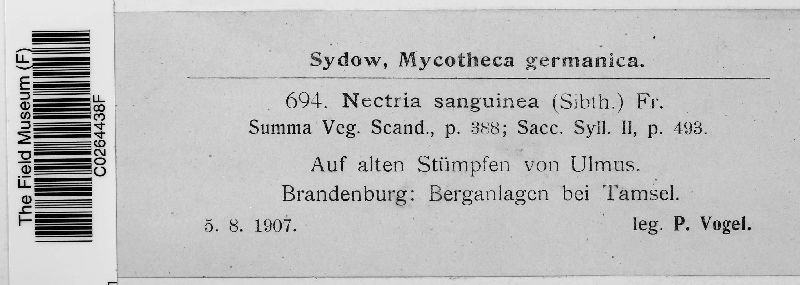 The Field Museum (F)
C0264438F
Sydow, Mycotheca germanica.
694. Nectria sanguinea (Sibth.) Fr.
Summa Veg. Scand., p. 388; Sacc. Syll. II, p. 493.
Auf alten Stümpfen von Ulmus.
Brandenburg: Berganlagen bei Tamsel.
5. 8. 1907. leg. P. Vogel.